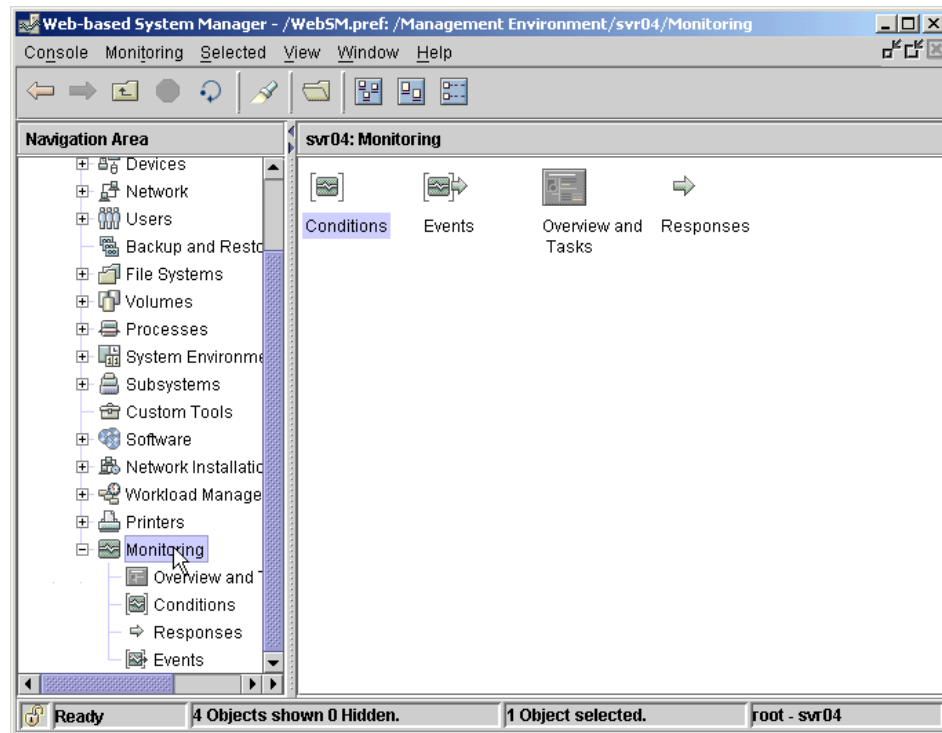 Web-based System Manager - /WebSM.pref: /Management Environment/svr04/Monitoring
Console Monitoring Selected View Window Help
Navigation Area
svr04: Monitoring
Devices
Network
Users
Backup and Resto
File Systems
Volumes
Processes
System Environme
Subsystems
Custom Tools
Software
Network Installatio
Workload Manage
Printers
Monitoring
Overview and T
Conditions
Responses
Events
Conditions
Events
Overview and
Tasks
Responses
Ready
4 Objects shown 0 Hidden.
1 Object selected.
root - svr04